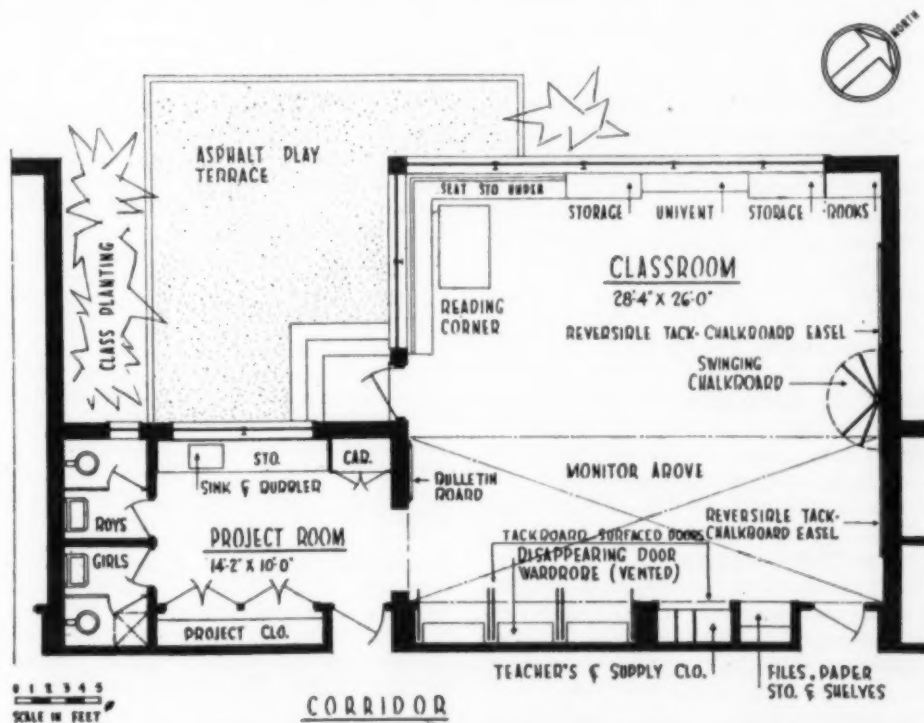 NORTH
ASPHALT PLAY
TERRACE
CLASS PLANTING
SEAT STO UNDER
STORAGE
UNIVENT
STORAGE
BOOKS
CLASSROOM
28'-4" X 26'-0"
READING
CORNER
REVERSIBLE TACK-CHALKBOARD EASEL
SWINGING
CHALKBOARD
STO.
CAB.
SINK & BUBBLER
BULLETIN
BOARD
MONITOR ABOVE
BOYS
GIRLS
PROJECT ROOM
14'-2" X 10'-0"
REVERSIBLE TACK-
CHALKBOARD EASEL
TACKBOARD SURFACED DOORS
DISAPPEARING DOOR
WARDROBE (VENTED)
PROJECT CLO.
TEACHER'S & SUPPLY CLO.
FILES, PAPER
STO. & SHELVES
0 1 2 3 4 5
SCALE IN FEET
CORRIDOR